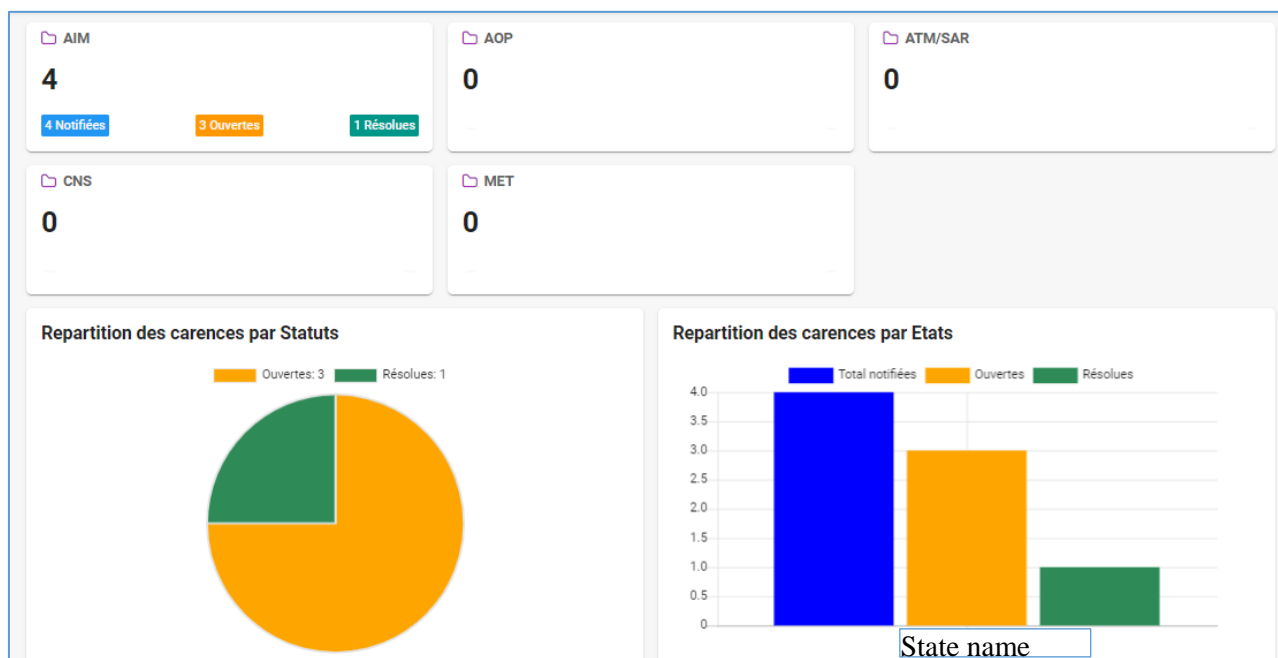 AIM
4
4 Notifiées 3 Ouvertes 1 Résolues
AOP
0
ATM/SAR
0
CNS
0
MET
0
Repartition des carences par Statuts
Ouvertes: 3 Résolues: 1
Repartition des carences par Etats
Total notifiées Ouvertes Résolues
4.0
3.5
3.0
2.5
2.0
1.5
1.0
0.5
0
State name